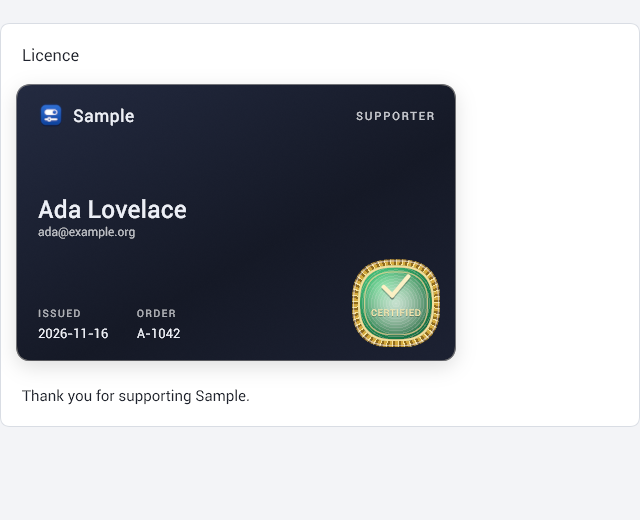 Licence
Sample
SUPPORTER
Ada Lovelace
ada@example.org
CERTIFIED
ISSUED
ORDER
2026-11-16
A-1042
Thank you for supporting Sample.